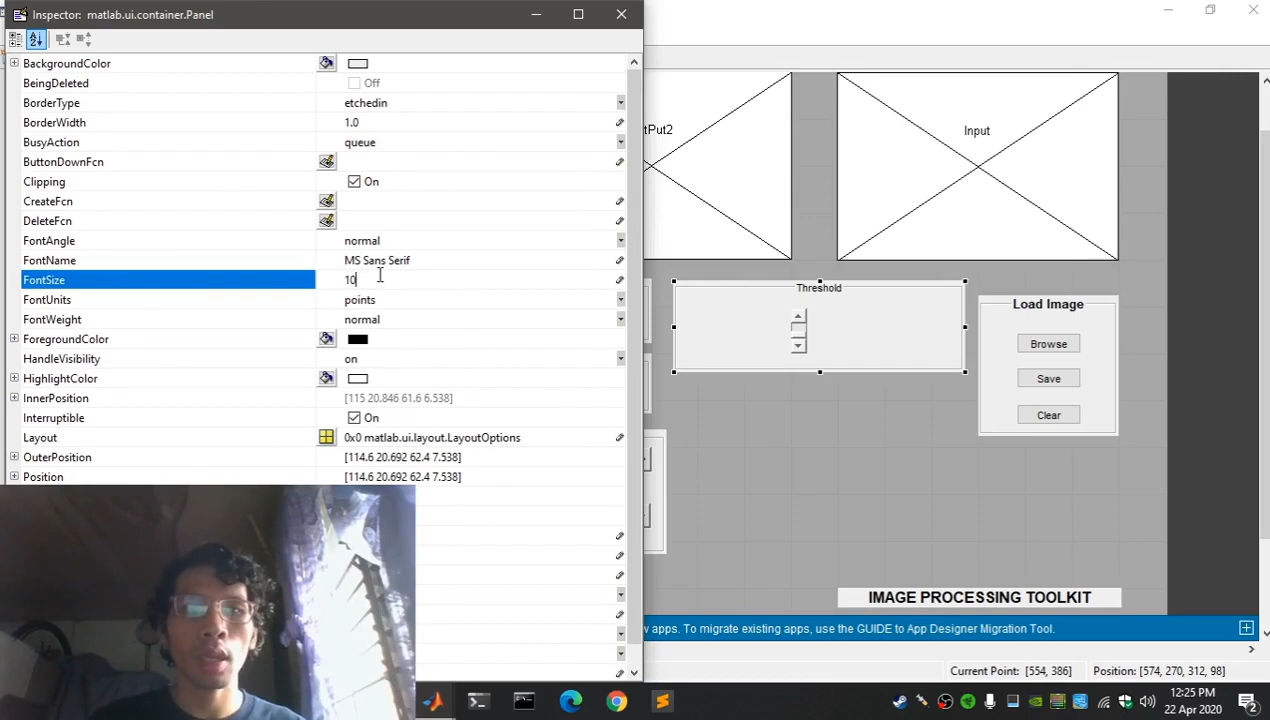 Inspector: matlab.ui.container.Panel
BackgroundColor
BeingDeleted Off
BorderType etchedin
BorderWidth 1.0
BusyAction queue
ButtonDownFcn
Clipping On
CreateFcn
DeleteFcn
FontAngle normal
FontName MS Sans Serif
FontSize 10
FontUnits points
FontWeight normal
ForegroundColor
HandleVisibility on
HighlightColor
InnerPosition [115 20.846 61.6 6.538]
Interruptible On
Layout 0x0 matlab.ui.layout.LayoutOptions
OuterPosition [114.6 20.692 62.4 7.538]
Position [114.6 20.692 62.4 7.538]
tPut2
Input
Threshold
Load Image
Browse
Save
Clear
IMAGE PROCESSING TOOLKIT
w apps. To migrate existing apps, use the GUIDE to App Designer Migration Tool.
Current Point: [554, 386] Position: [574, 270, 312, 98]
12:25 PM
22 Apr 2020
2